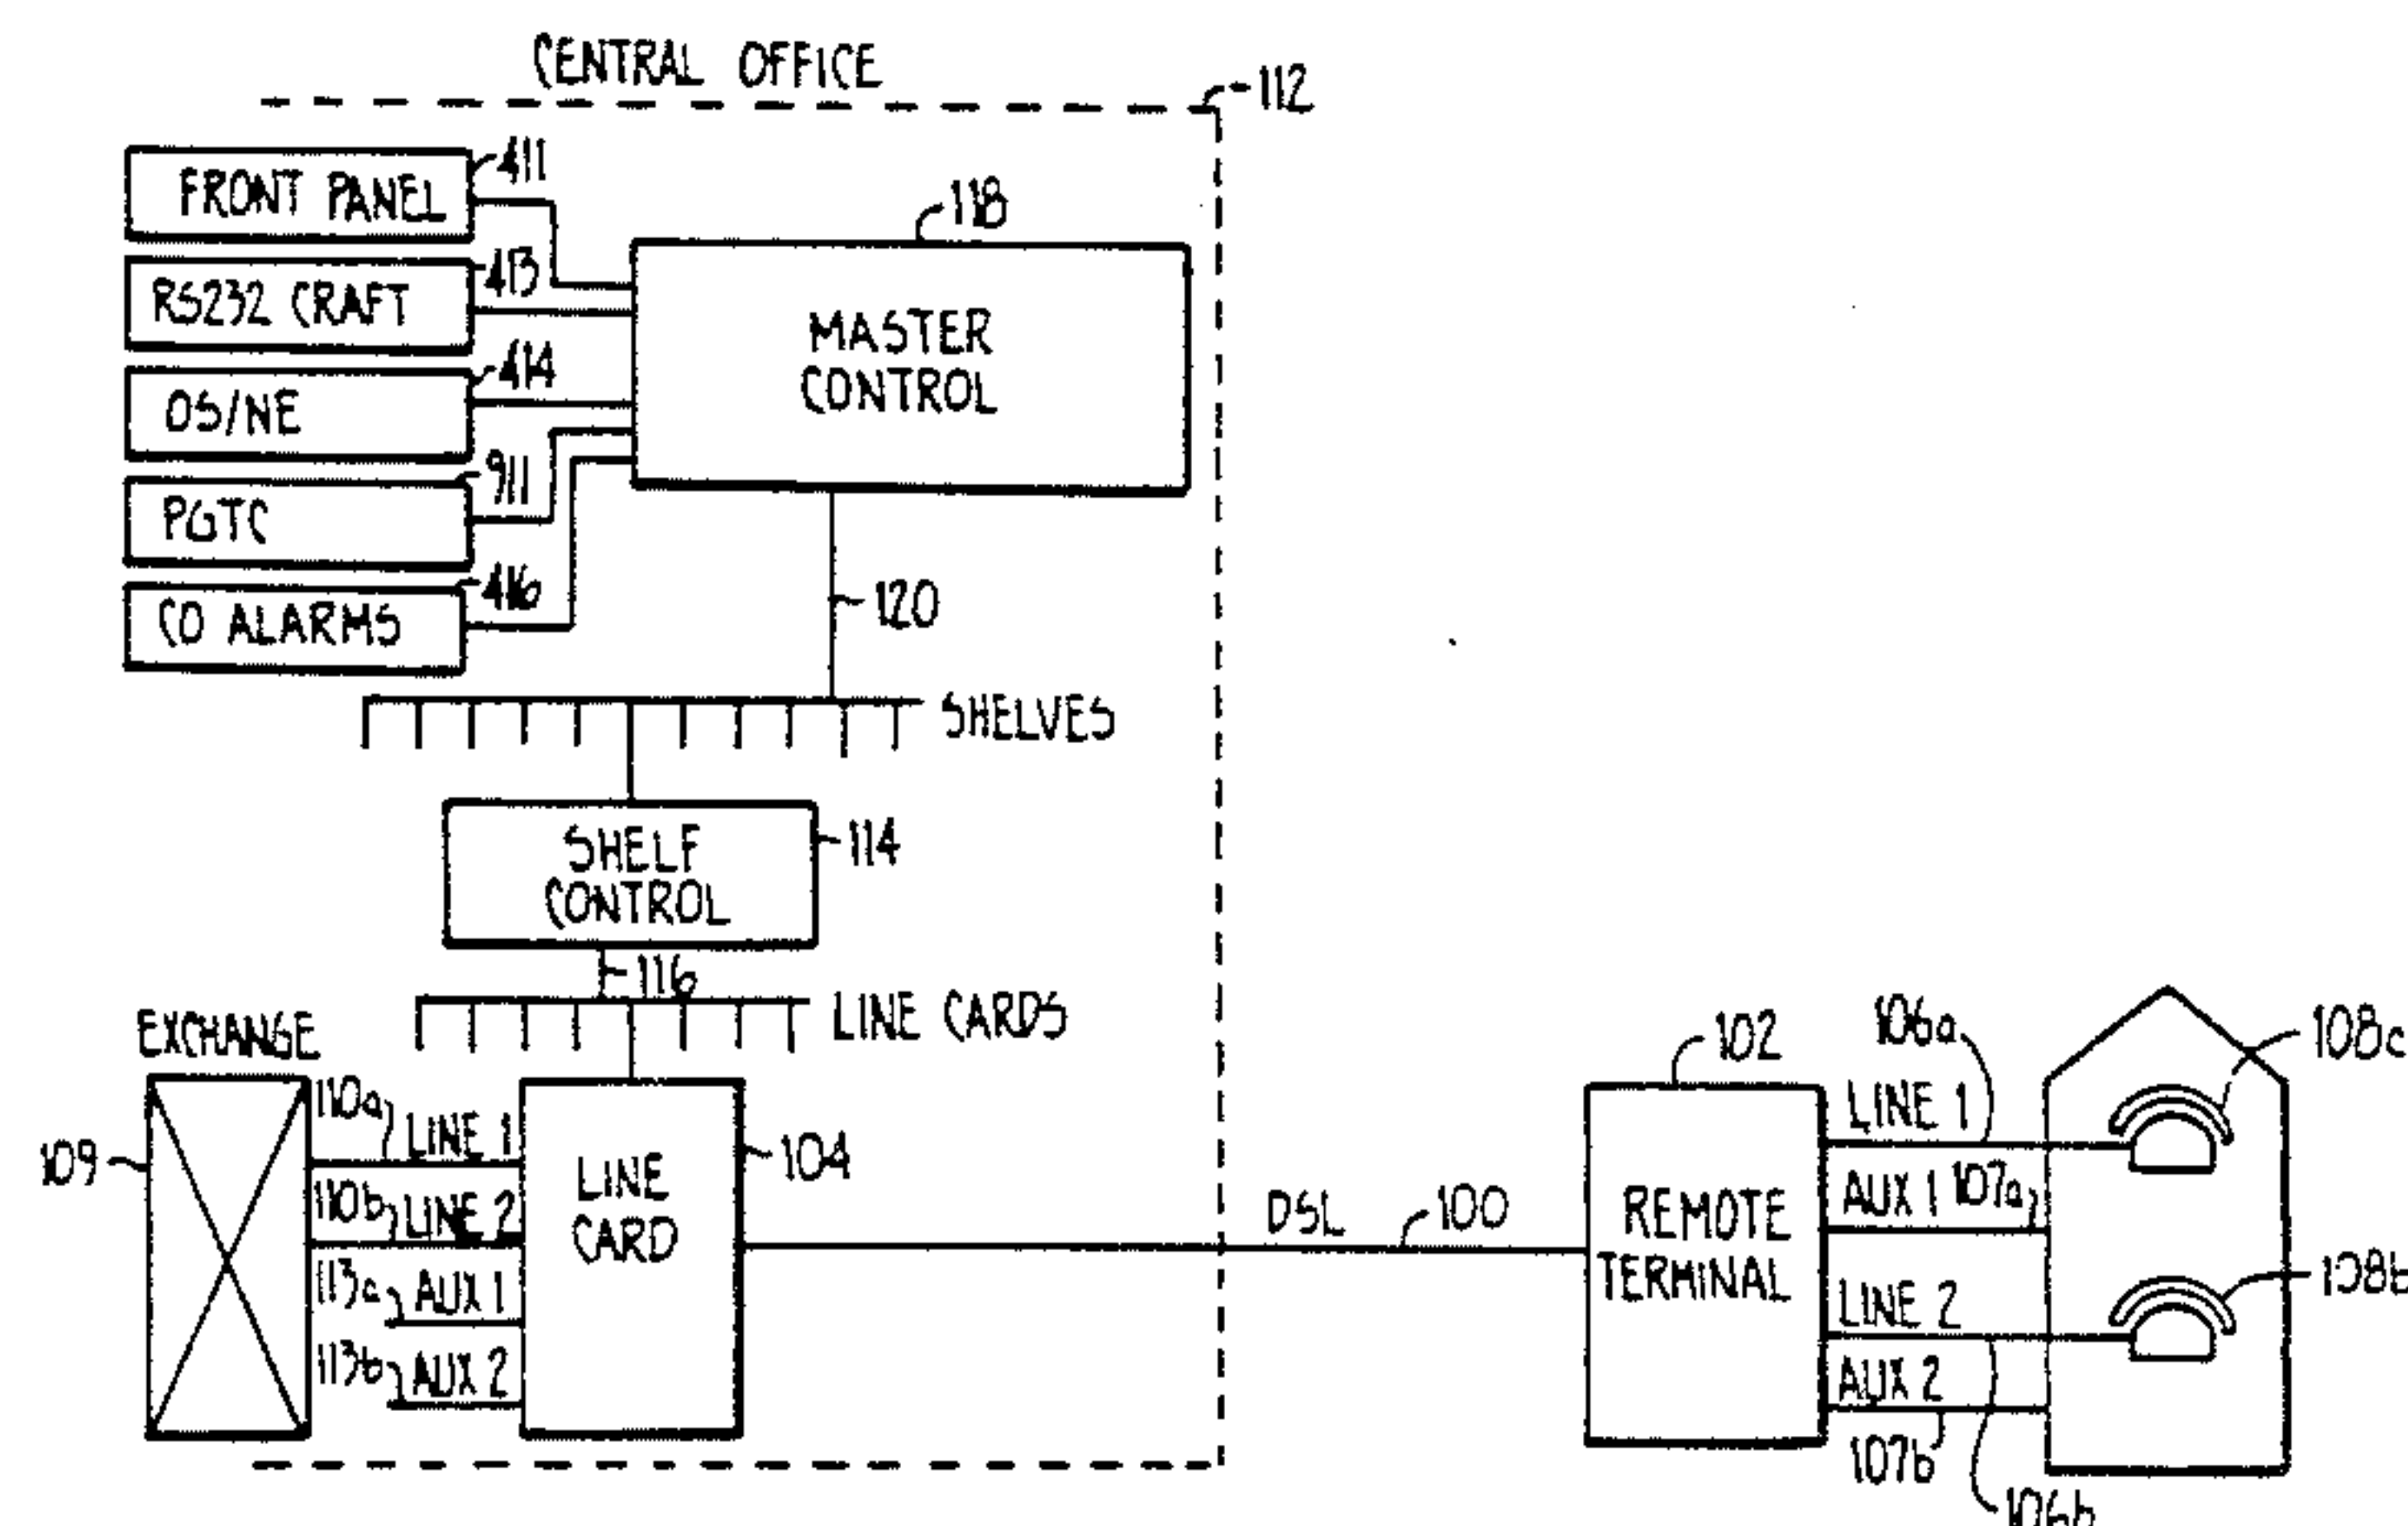 CENTRAL OFFICE
112
FRONT PANEL
411
118
RS232 CRAFT
413
MASTER
CONTROL
OS/NE
414
PGTC
911
CO ALARMS
416
120
SHELVES
SHELF
CONTROL
114
116
LINE CARDS
EXCHANGE
109
110a
LINE 1
110b
LINE 2
113a
AUX 1
113b
AUX 2
LINE
CARD
104
DSL
100
102
REMOTE
TERMINAL
106a
LINE 1
AUX 1
107a
LINE 2
AUX 2
107b
106b
108a
108b